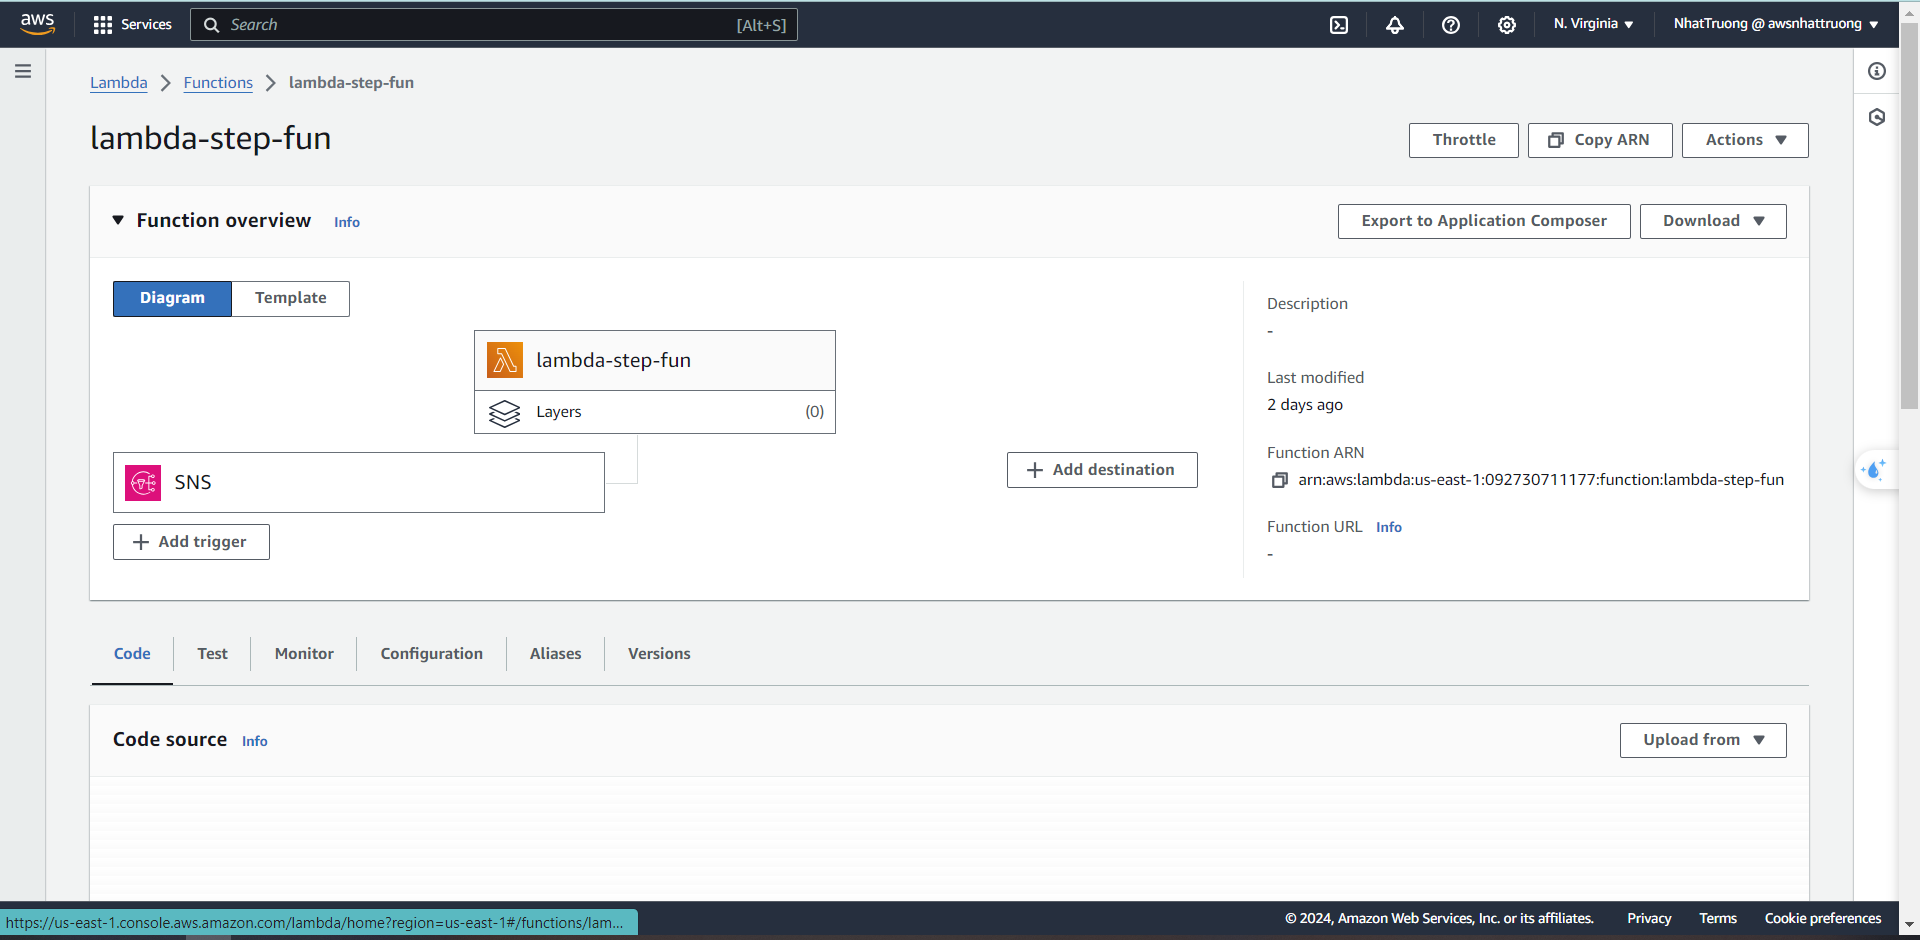 aws
Services
Search
[Alt+S]
N. Virginia
NhatTruong @ awsnhattruong
Lambda
Functions
lambda-step-fun
lambda-step-fun
Throttle
Copy ARN
Actions
Function overview
Info
Export to Application Composer
Download
Diagram
Template
lambda-step-fun
Layers
(0)
SNS
Add trigger
Add destination
Description
-
Last modified
2 days ago
Function ARN
arn:aws:lambda:us-east-1:092730711177:function:lambda-step-fun
Function URL
Info
-
Code
Test
Monitor
Configuration
Aliases
Versions
Code source
Info
Upload from
https://us-east-1.console.aws.amazon.com/lambda/home?region=us-east-1#/functions/lam...
© 2024, Amazon Web Services, Inc. or its affiliates.
Privacy
Terms
Cookie preferences